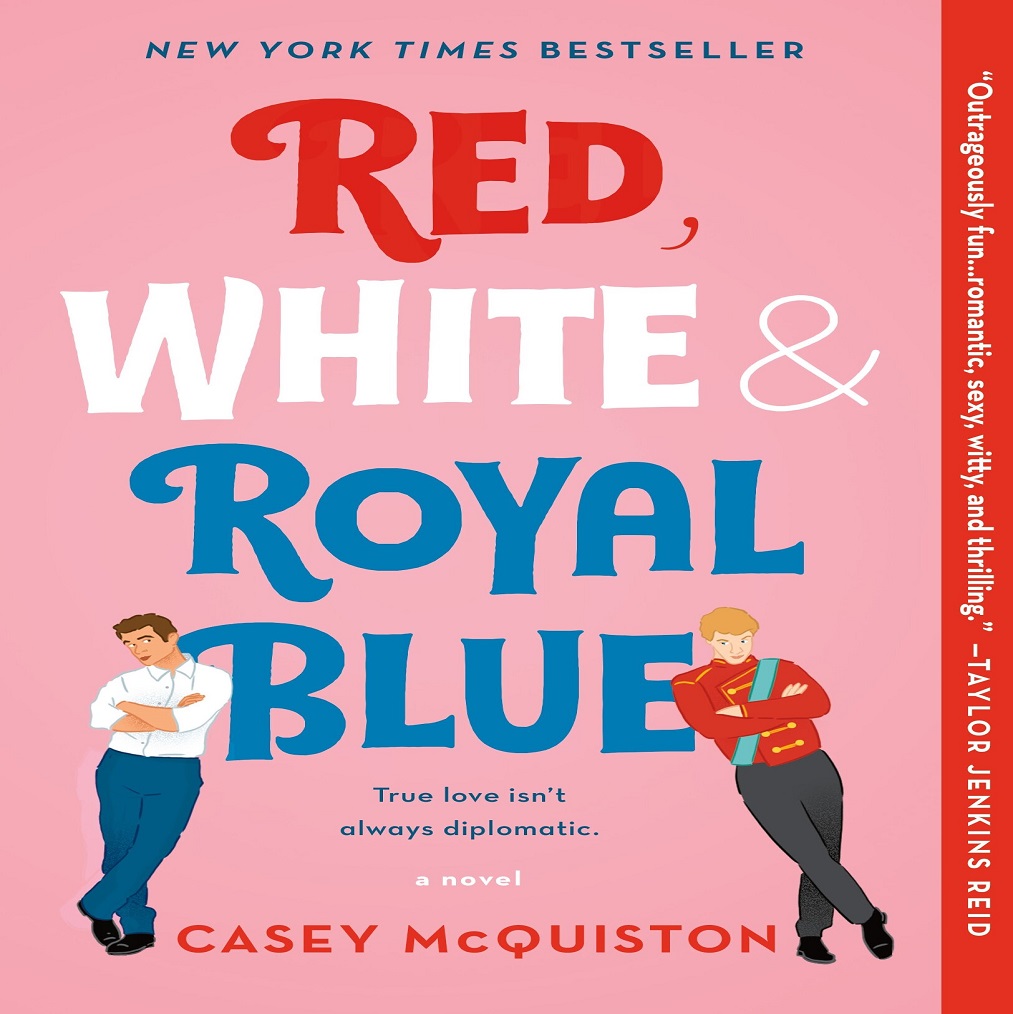 NEW YORK TIMES BESTSELLER
RED,
WHITE &
ROYAL
BLUE
True love isn't
always diplomatic.
a novel
CASEY McQUISTON
“Outrageously fun...romantic, sexy, witty, and thrilling.” –TAYLOR JENKINS REID